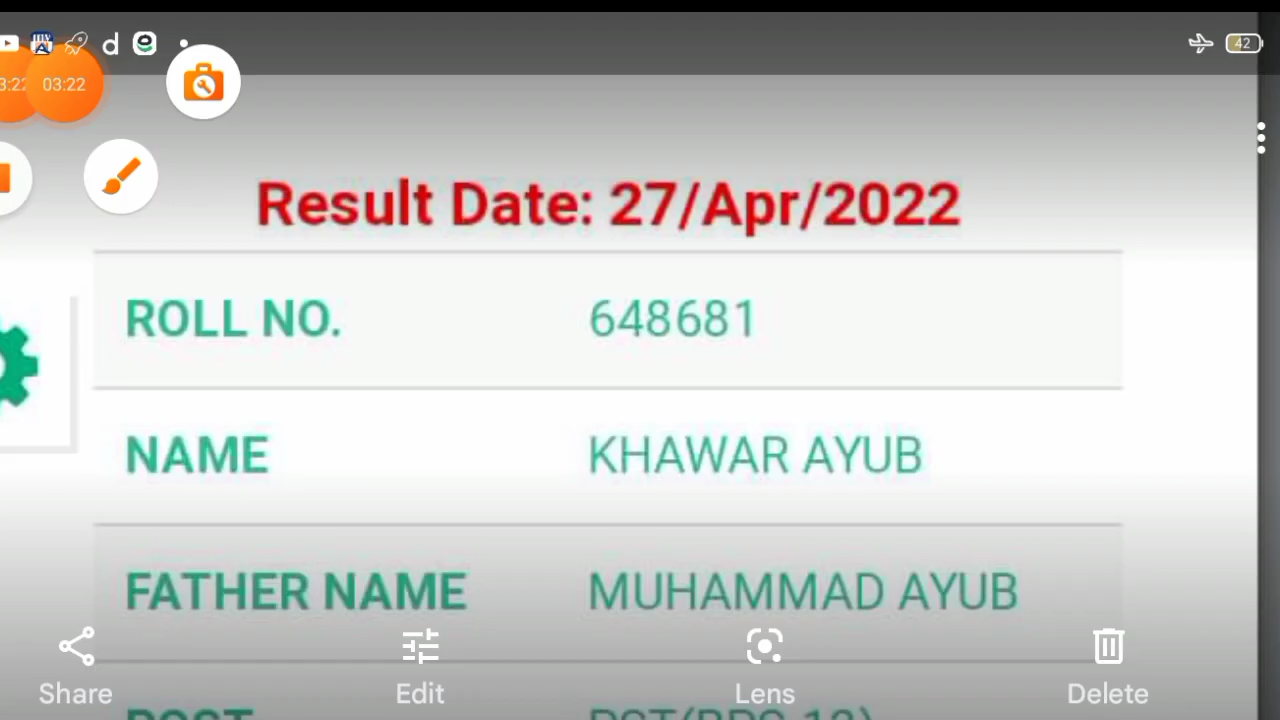 42
03:22
Result Date: 27/Apr/2022
ROLL NO. 648681
NAME KHAWAR AYUB
FATHER NAME MUHAMMAD AYUB
Share Edit Lens Delete